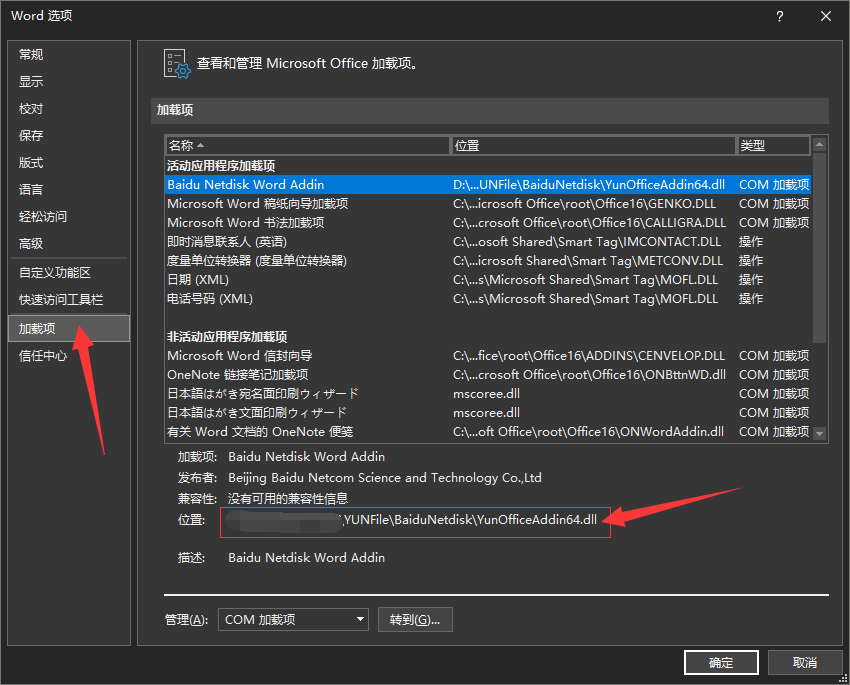 Word 选项
常规
显示
校对
保存
版式
语言
轻松访问
高级
自定义功能区
快速访问工具栏
加载项
信任中心
查看和管理 Microsoft Office 加载项。
加载项
名称 位置 类型
活动应用程序加载项
Baidu Netdisk Word Addin D:\...UNFile\BaiduNetdisk\YunOfficeAddin64.dll COM 加载项
Microsoft Word 稿纸向导加载项 C:\...icrosoft Office\root\Office16\GENKO.DLL COM 加载项
Microsoft Word 书法加载项 C:\...crosoft Office\root\Office16\CALLIGRA.DLL COM 加载项
即时消息联系人 (英语) C:\...osoft Shared\Smart Tag\IMCONTACT.DLL 操作
度量单位转换器 (度量单位转换器) C:\...icrosoft Shared\Smart Tag\METCONV.DLL 操作
日期 (XML) C:\...s\Microsoft Shared\Smart Tag\MOFL.DLL 操作
电话号码 (XML) C:\...s\Microsoft Shared\Smart Tag\MOFL.DLL 操作
非活动应用程序加载项
Microsoft Word 信封向导 C:\...fice\root\Office16\ADDINS\CENVELOP.DLL COM 加载项
OneNote 链接笔记加载项 C:\...crosoft Office\root\Office16\ONBttnWD.dll COM 加载项
日本語はがき宛名面印刷ウィザード mscoree.dll COM 加载项
日本語はがき文面印刷ウィザード mscoree.dll COM 加载项
有关 Word 文档的 OneNote 便笺 C:\...oft Office\root\Office16\ONWordAddin.dll COM 加载项
加载项: Baidu Netdisk Word Addin
发布者: Beijing Baidu Netcom Science and Technology Co.,Ltd
兼容性: 没有可用的兼容性信息
位置: \YUNFile\BaiduNetdisk\YunOfficeAddin64.dll
描述: Baidu Netdisk Word Addin
管理(A): COM 加载项 转到(G)...
确定 取消